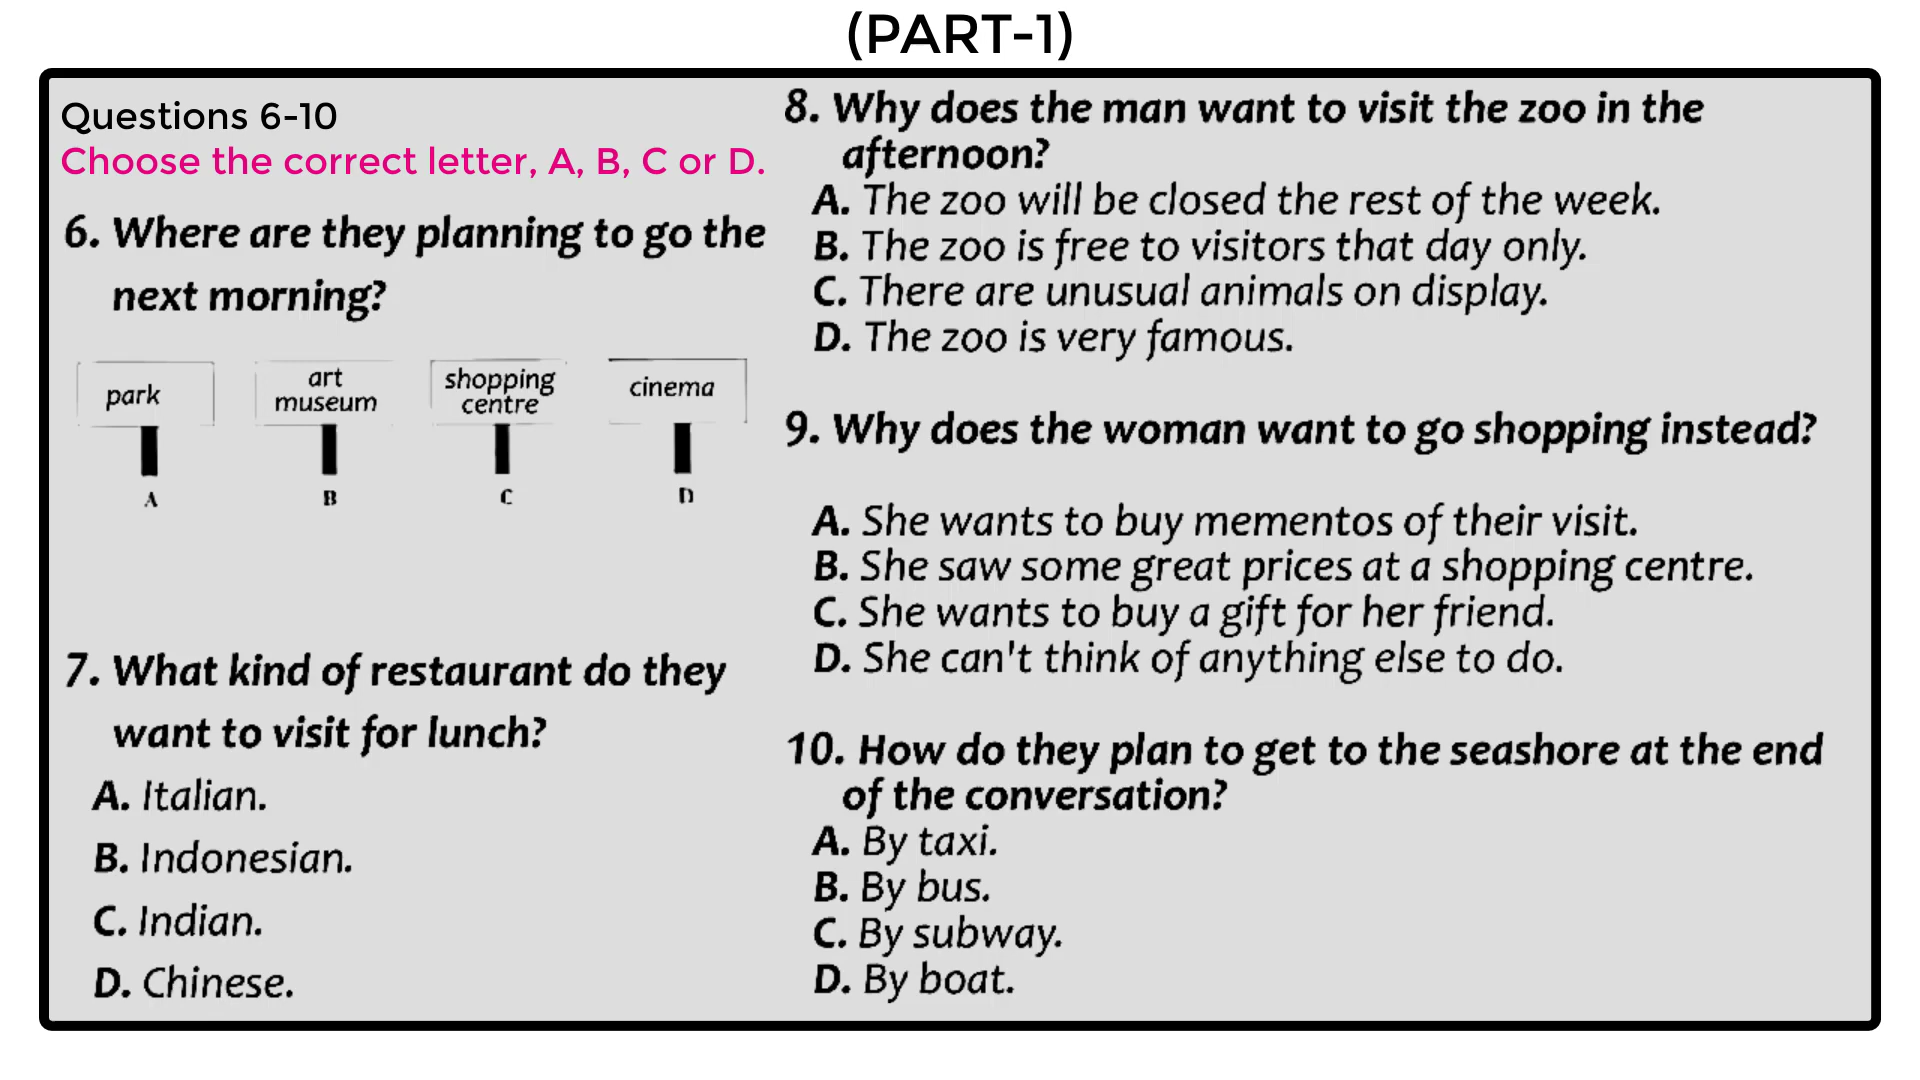 (PART-1)
Questions 6-10
Choose the correct letter, A, B, C or D.
6. Where are they planning to go the
next morning?
park
art
museum
shopping
centre
cinema
A
B
C
D
7. What kind of restaurant do they
want to visit for lunch?
A. Italian.
B. Indonesian.
C. Indian.
D. Chinese.
8. Why does the man want to visit the zoo in the
afternoon?
A. The zoo will be closed the rest of the week.
B. The zoo is free to visitors that day only.
C. There are unusual animals on display.
D. The zoo is very famous.
9. Why does the woman want to go shopping instead?
A. She wants to buy mementos of their visit.
B. She saw some great prices at a shopping centre.
C. She wants to buy a gift for her friend.
D. She can't think of anything else to do.
10. How do they plan to get to the seashore at the end
of the conversation?
A. By taxi.
B. By bus.
C. By subway.
D. By boat.